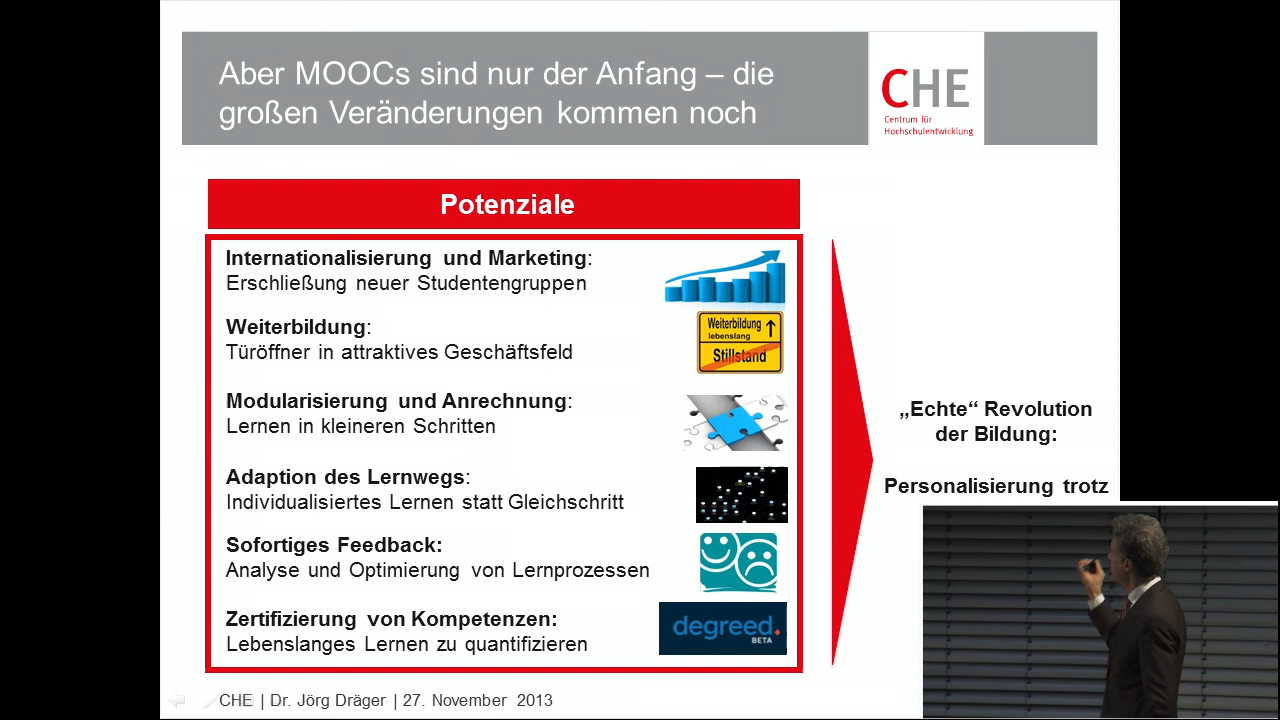 Aber MOOCs sind nur der Anfang – die
großen Veränderungen kommen noch
CHE
Centrum für
Hochschulentwicklung
Potenziale
Internationalisierung und Marketing:
Erschließung neuer Studentengruppen
Weiterbildung:
Türöffner in attraktives Geschäftsfeld
Weiterbildung
lebenslang
Stillstand
Modularisierung und Anrechnung:
Lernen in kleineren Schritten
Adaption des Lernwegs:
Individualisiertes Lernen statt Gleichschritt
Sofortiges Feedback:
Analyse und Optimierung von Lernprozessen
Zertifizierung von Kompetenzen:
Lebenslanges Lernen zu quantifizieren
degreed
BETA
„Echte“ Revolution
der Bildung:
Personalisierung trotz
CHE | Dr. Jörg Dräger | 27. November 2013